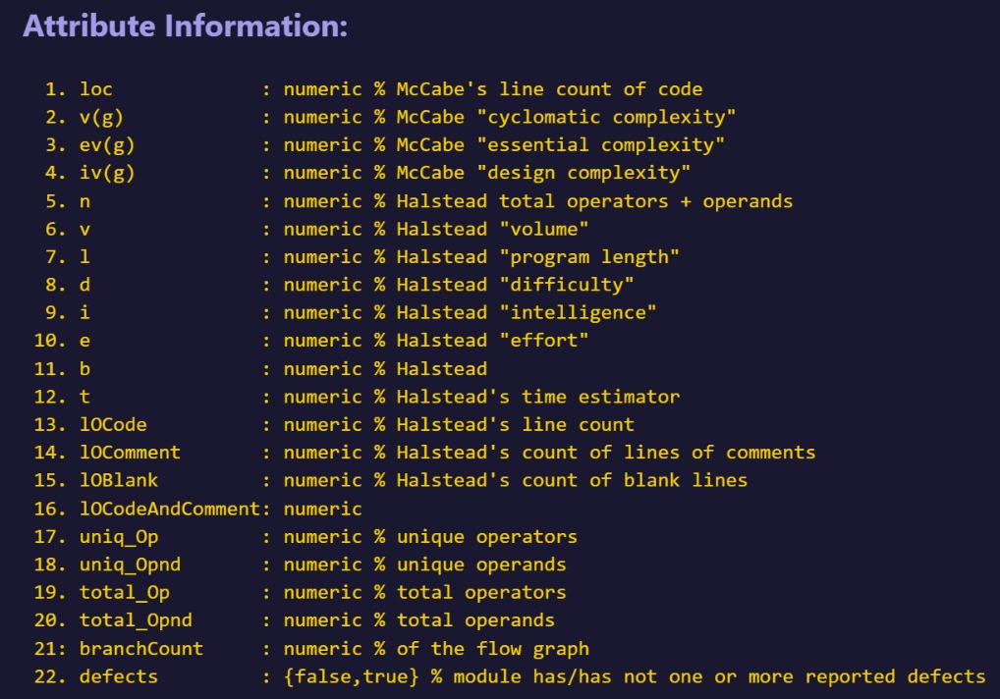 Attribute Information:
1. loc : numeric % McCabe's line count of code
2. v(g) : numeric % McCabe "cyclomatic complexity"
3. ev(g) : numeric % McCabe "essential complexity"
4. iv(g) : numeric % McCabe "design complexity"
5. n : numeric % Halstead total operators + operands
6. v : numeric % Halstead "volume"
7. l : numeric % Halstead "program length"
8. d : numeric % Halstead "difficulty"
9. i : numeric % Halstead "intelligence"
10. e : numeric % Halstead "effort"
11. b : numeric % Halstead
12. t : numeric % Halstead's time estimator
13. lOCode : numeric % Halstead's line count
14. lOComment : numeric % Halstead's count of lines of comments
15. lOBlank : numeric % Halstead's count of blank lines
16. lOCodeAndComment: numeric
17. uniq_Op : numeric % unique operators
18. uniq_Opnd : numeric % unique operands
19. total_Op : numeric % total operators
20. total_Opnd : numeric % total operands
21: branchCount : numeric % of the flow graph
22. defects : {false,true} % module has/has not one or more reported defects